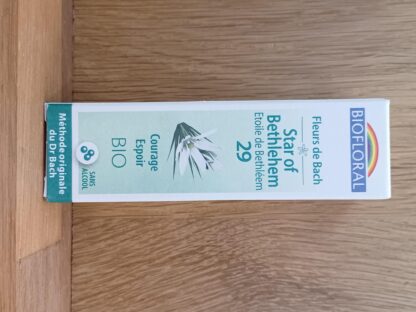 BIOFLORAL
Fleurs de Bach
Star of
Bethlehem
Etoile de Bethléem
29
Courage
Espoir
BIO
SANS
ALCOOL
Méthode originale
du Dr Bach